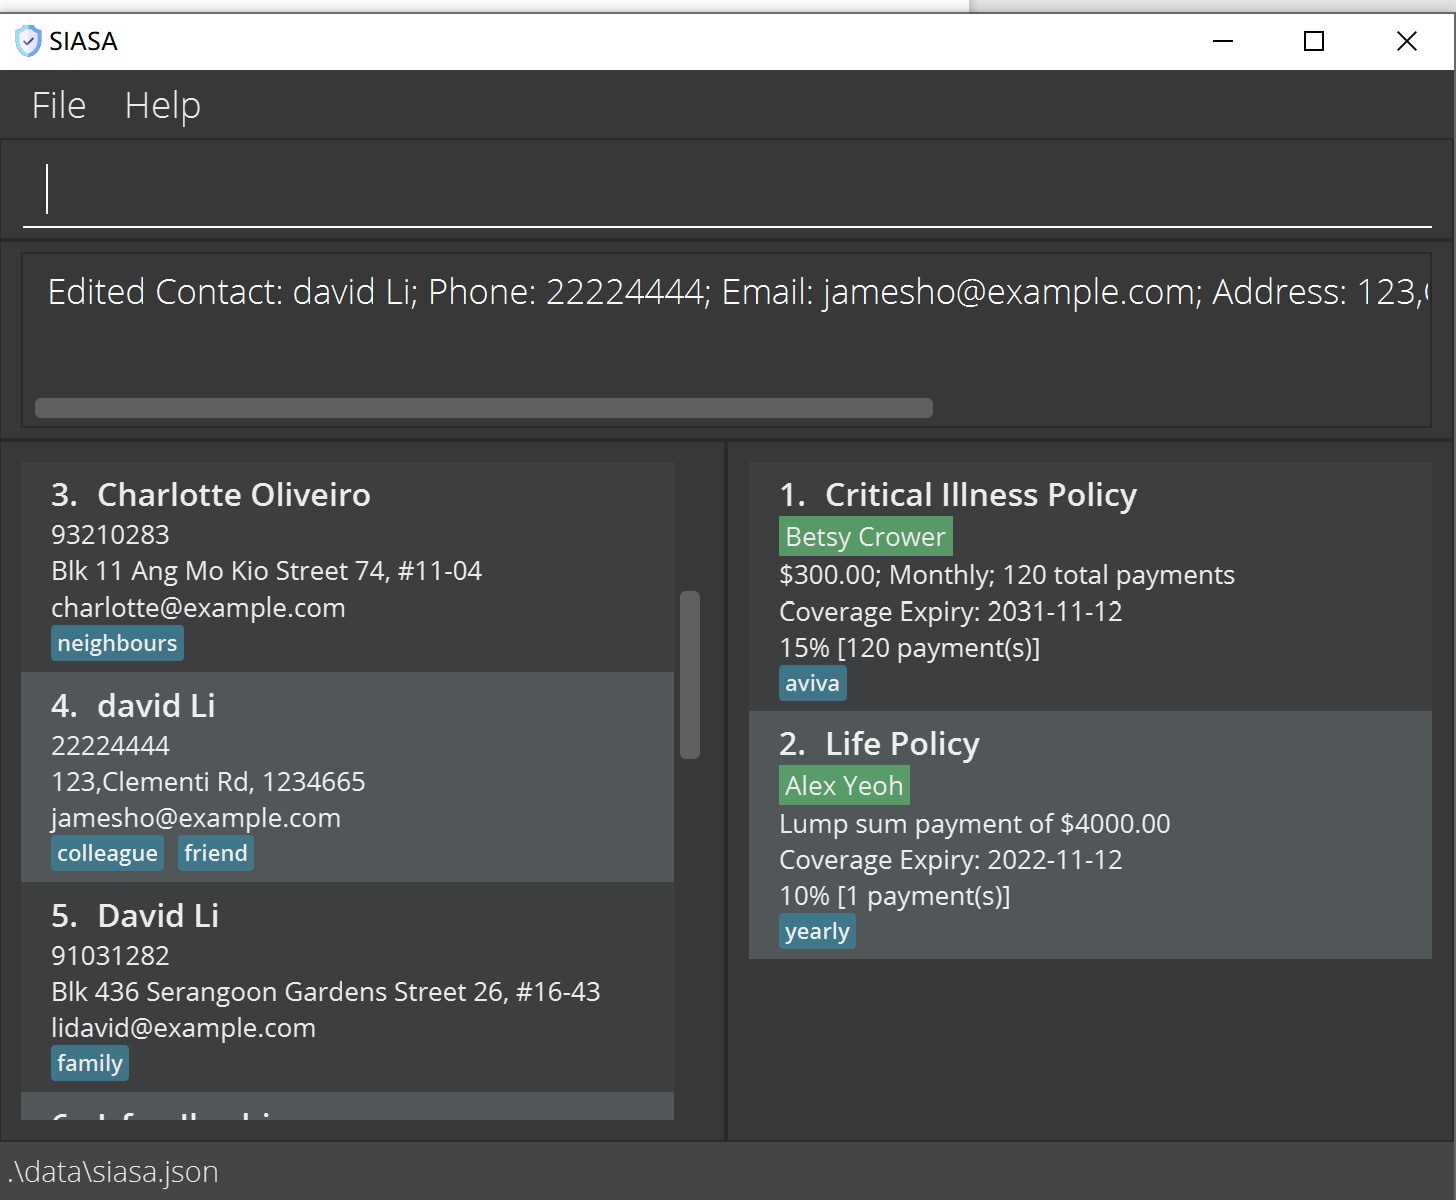 SIASA
File Help
Edited Contact: david Li; Phone: 22224444; Email: jamesho@example.com; Address: 123,
3. Charlotte Oliveiro
93210283
Blk 11 Ang Mo Kio Street 74, #11-04
charlotte@example.com
neighbours
4. david Li
22224444
123,Clementi Rd, 1234665
jamesho@example.com
colleague friend
5. David Li
91031282
Blk 436 Serangoon Gardens Street 26, #16-43
lidavid@example.com
family
1. Critical Illness Policy
Betsy Crower
$300.00; Monthly; 120 total payments
Coverage Expiry: 2031-11-12
15% [120 payment(s)]
aviva
2. Life Policy
Alex Yeoh
Lump sum payment of $4000.00
Coverage Expiry: 2022-11-12
10% [1 payment(s)]
yearly
.\data\siasa.json